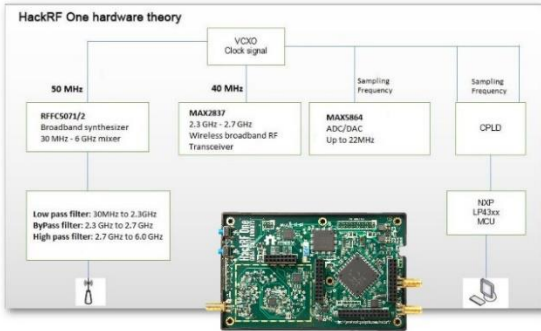 HackRF One hardware theory
VCXO
Clock signal
50 MHz
40 MHz
Sampling
Frequency
Sampling
Frequency
RFFC5071/2
Broadband synthesizer
30 MHz - 6 GHz mixer
MAX2837
2.3 GHz - 2.7 GHz
Wireless broadband RF
Transceiver
MAX5864
ADC/DAC
Up to 22MHz
CPLD
Low pass filter: 30MHz to 2.3GHz
ByPass filter: 2.3 GHz to 2.7 GHz
High pass filter: 2.7 GHz to 6.0 GHz
NXP
LP43xx
MCU
HackRF One